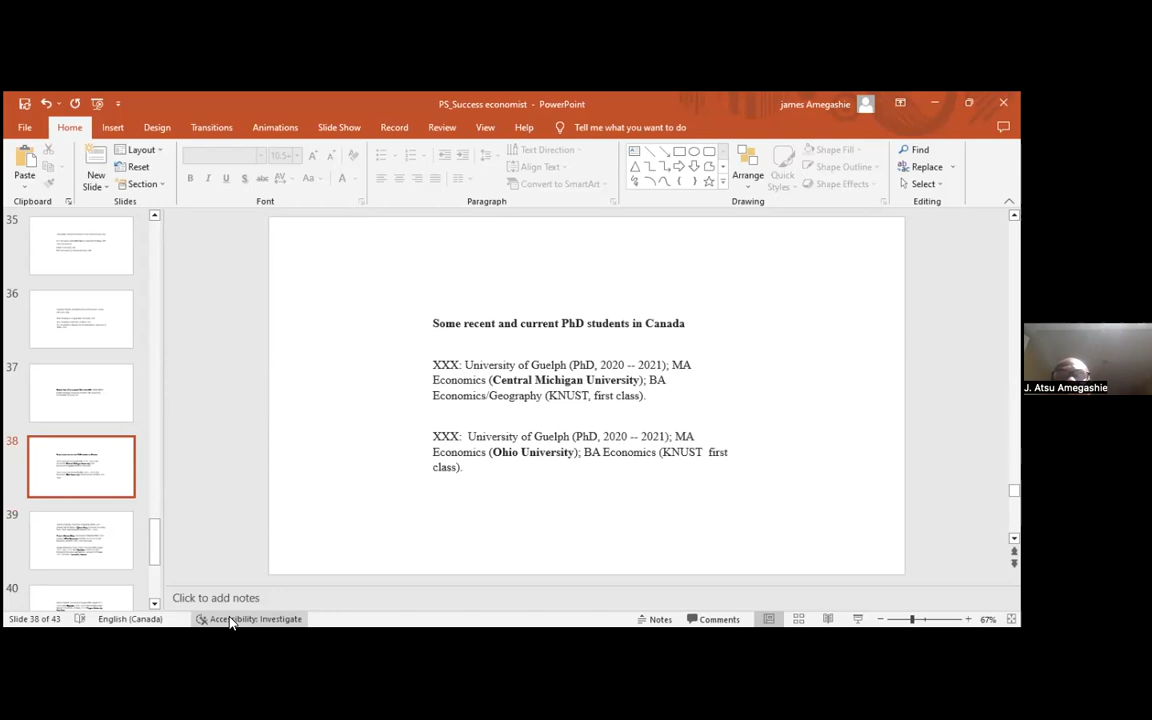 PS_Success economist - PowerPoint
james Amegashie
File Home Insert Design Transitions Animations Slide Show Record Review View Help Tell me what you want to do
Paste
Clipboard
New Slide
Layout
Reset
Section
Slides
10.5+
Font
Text Direction
Align Text
Convert to SmartArt
Paragraph
Arrange
Quick Styles
Shape Fill
Shape Outline
Shape Effects
Drawing
Find
Replace
Select
Editing
35
36
37
38
39
40
Some recent and current PhD students in Canada
XXX: University of Guelph (PhD, 2020 -- 2021); MA
Economics (Central Michigan University); BA
Economics/Geography (KNUST, first class).
XXX: University of Guelph (PhD, 2020 -- 2021); MA
Economics (Ohio University); BA Economics (KNUST first
class).
J. Atsu Amegashie
Click to add notes
Slide 38 of 43 English (Canada) Accessibility: Investigate Notes Comments 67%